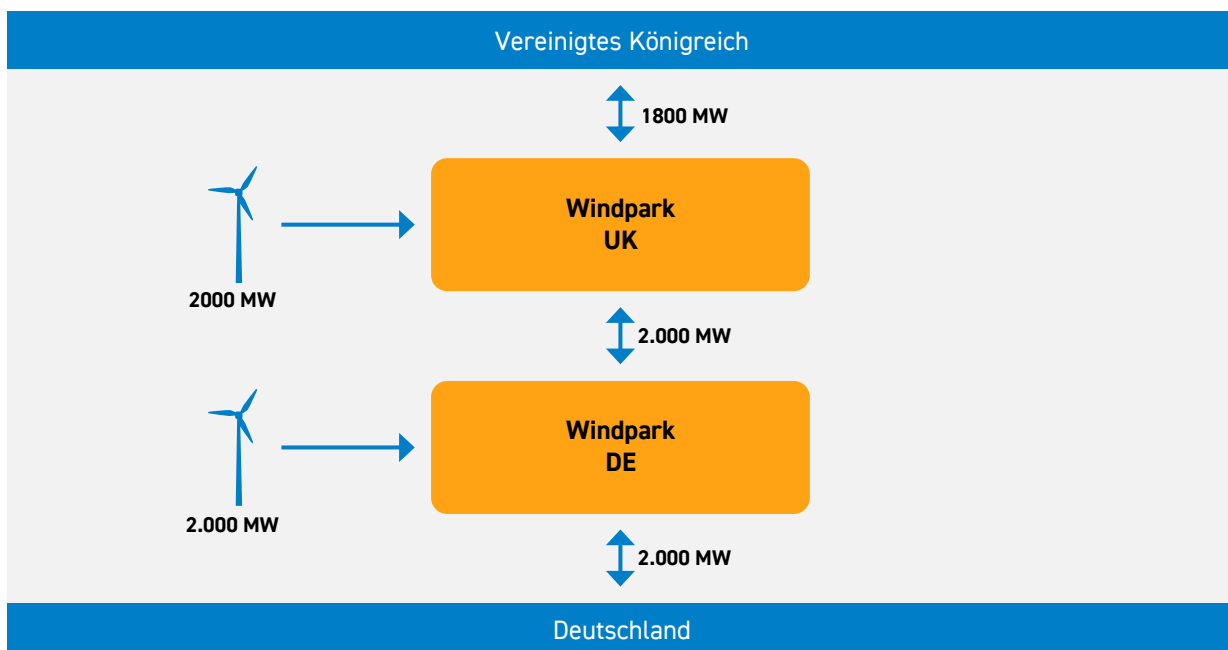 Vereinigtes Königreich
1800 MW
Windpark
UK
2000 MW
2.000 MW
Windpark
DE
2.000 MW
2.000 MW
Deutschland